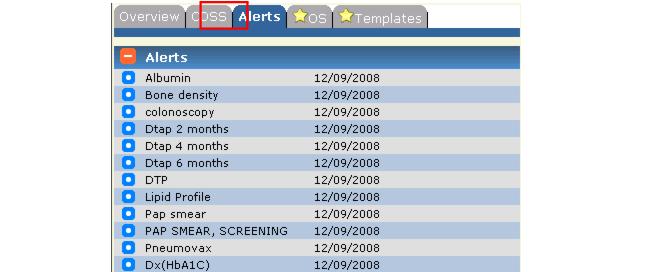 Overview CDSS Alerts OS Templates
Alerts
Albumin 12/09/2008
Bone density 12/09/2008
colonoscopy 12/09/2008
Dtap 2 months 12/09/2008
Dtap 4 months 12/09/2008
Dtap 6 months 12/09/2008
DTP 12/09/2008
Lipid Profile 12/09/2008
Pap smear 12/09/2008
PAP SMEAR, SCREENING 12/09/2008
Pneumovax 12/09/2008
Dx(HbA1C) 12/09/2008